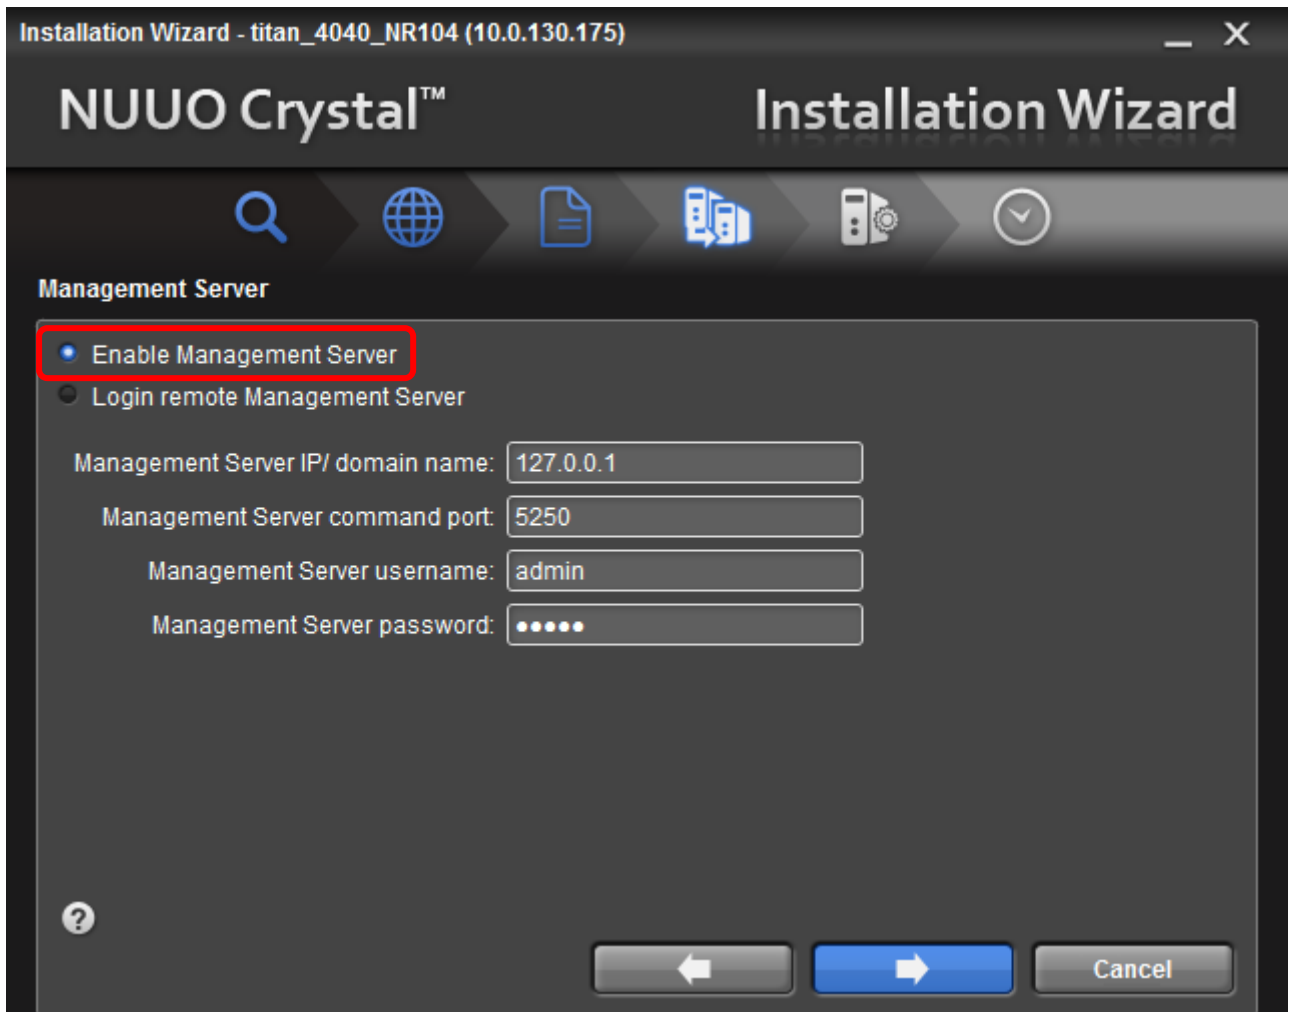 Installation Wizard - titan_4040_NR104 (10.0.130.175)
NUUO Crystal™ Installation Wizard
Management Server
Enable Management Server
Login remote Management Server
Management Server IP/ domain name: 127.0.0.1
Management Server command port: 5250
Management Server username: admin
Management Server password: •••••
?
Cancel